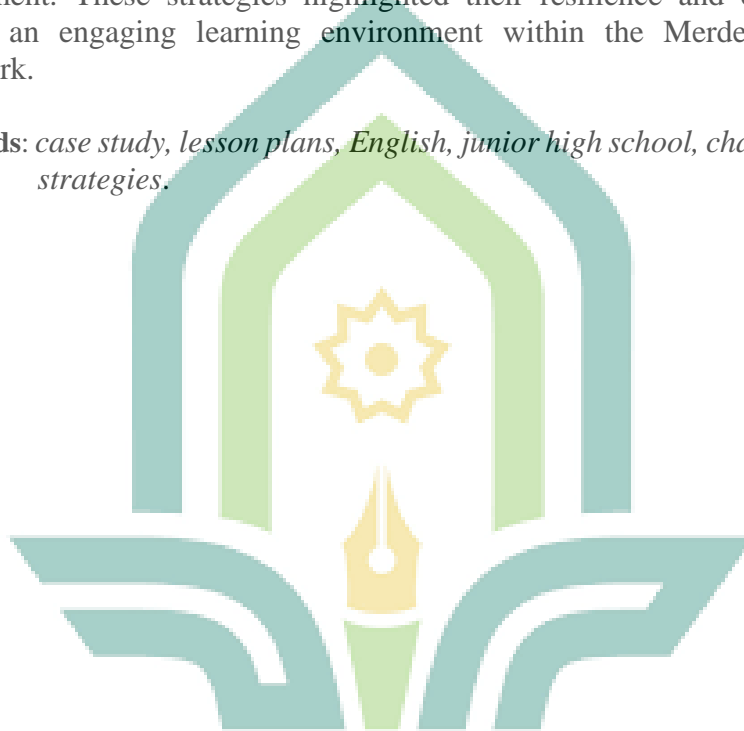 ment. These strategies highlighted their resilience and
an engaging learning environment within the Merde
rk.
ds: case study, lesson plans, English, junior high school, cha
strategies.